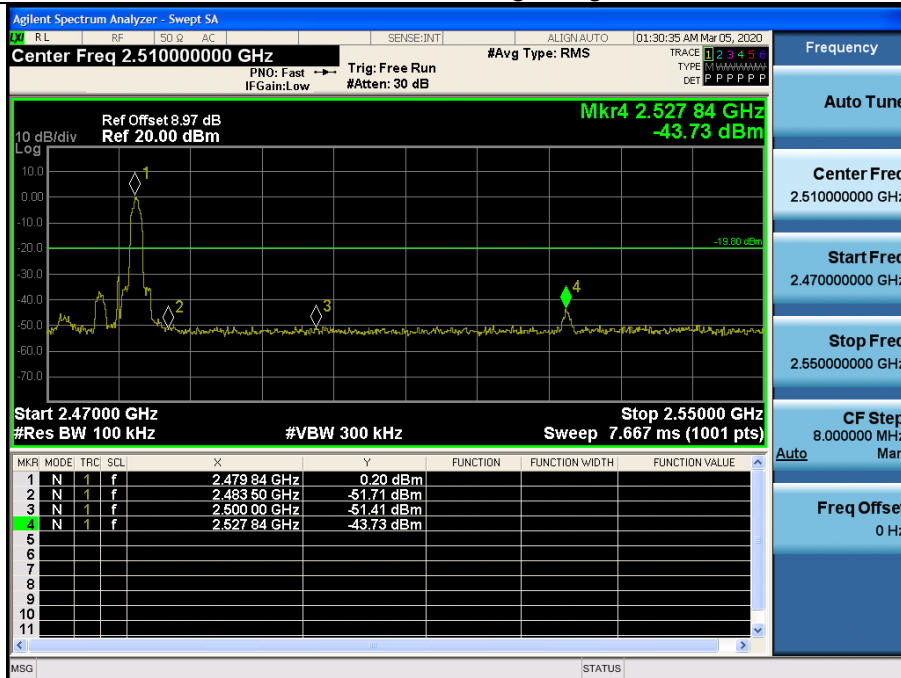 Agilent Spectrum Analyzer - Swept SA
LXI RL RF 50 Ω AC SENSE:INT ALIGN AUTO 01:30:35 AM Mar 05, 2020
Center Freq 2.510000000 GHz #Avg Type: RMS TRACE 1 2 3 4 5 6
PNO: Fast Trig: Free Run TYPE M WWWWW
IFGain:Low #Atten: 30 dB DET P P P P P P
Mkr4 2.527 84 GHz
-43.73 dBm
Ref Offset 8.97 dB
10 dB/div Ref 20.00 dBm
Log
10.0
0.00
-10.0
-20.0
-30.0
-40.0
-50.0
-60.0
-70.0
1
2
3
4
-19.80 dBm
Start 2.47000 GHz Stop 2.55000 GHz
#Res BW 100 kHz #VBW 300 kHz Sweep 7.667 ms (1001 pts)
MKR MODE TRC SCL X Y FUNCTION FUNCTION WIDTH FUNCTION VALUE
1 N 1 f 2.479 84 GHz 0.20 dBm
2 N 1 f 2.483 50 GHz -51.71 dBm
3 N 1 f 2.500 00 GHz -51.41 dBm
4 N 1 f 2.527 84 GHz -43.73 dBm
5
6
7
8
9
10
11
MSG STATUS
Frequency
Auto Tune
Center Freq
2.510000000 GHz
Start Freq
2.470000000 GHz
Stop Freq
2.550000000 GHz
CF Step
8.000000 MHz
Auto Man
Freq Offset
0 Hz